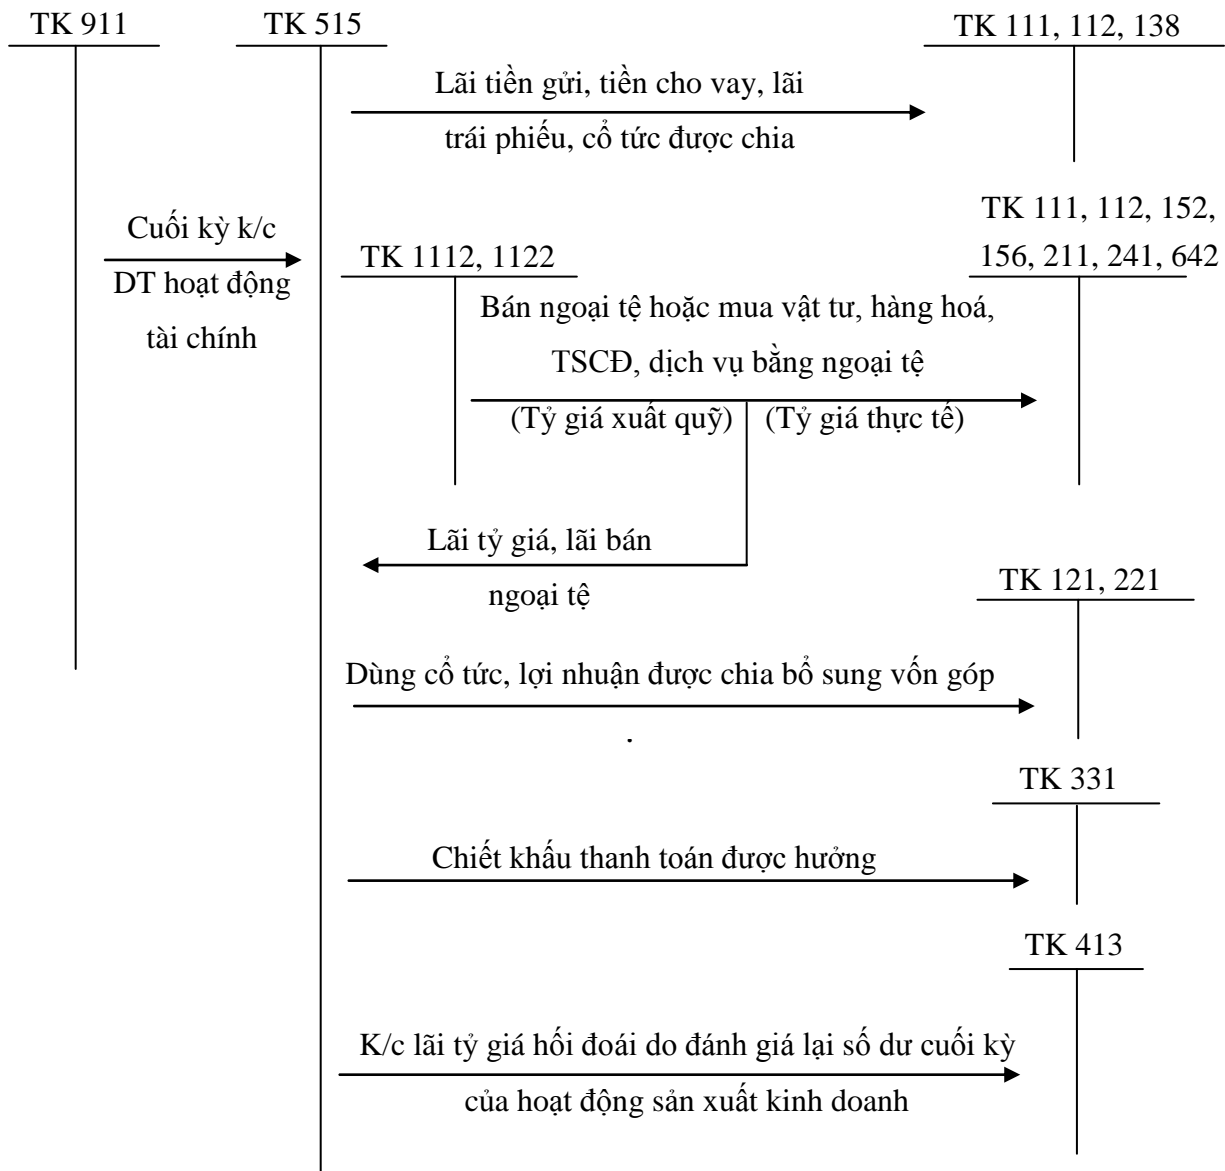 TK 911
TK 515
TK 111, 112, 138
Lãi tiền gửi, tiền cho vay, lãi
trái phiếu, cổ tức được chia
TK 111, 112, 152,
156, 211, 241, 642
Cuối kỳ k/c
DT hoạt động
tài chính
TK 1112, 1122
Bán ngoại tệ hoặc mua vật tư, hàng hoá,
TSCĐ, dịch vụ bằng ngoại tệ
(Tỷ giá xuất quỹ)
(Tỷ giá thực tế)
Lãi tỷ giá, lãi bán
ngoại tệ
TK 121, 221
Dùng cổ tức, lợi nhuận được chia bổ sung vốn góp
.
TK 331
Chiết khấu thanh toán được hưởng
TK 413
K/c lãi tỷ giá hối đoái do đánh giá lại số dư cuối kỳ
của hoạt động sản xuất kinh doanh